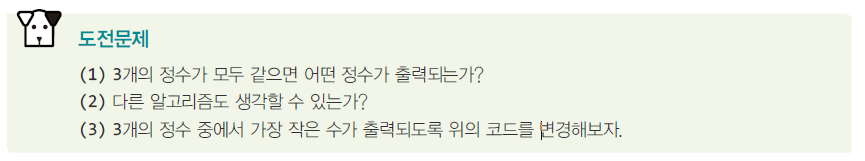 도전문제
(1) 3개의 정수가 모두 같으면 어떤 정수가 출력되는가?
(2) 다른 알고리즘도 생각할 수 있는가?
(3) 3개의 정수 중에서 가장 작은 수가 출력되도록 위의 코드를 변경해보자.